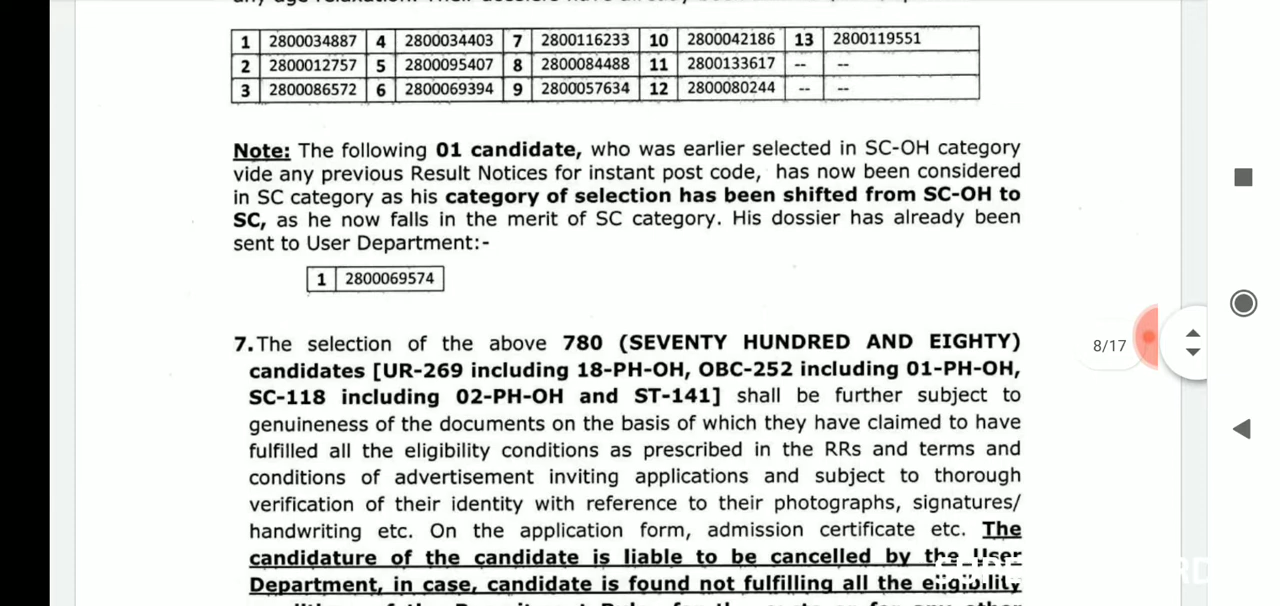 1 2800034887 4 2800034403 7 2800116233 10 2800042186 13 2800119551
2 2800012757 5 2800095407 8 2800084488 11 2800133617 -- --
3 2800086572 6 2800069394 9 2800057634 12 2800080244 -- --
Note: The following 01 candidate, who was earlier selected in SC-OH category
vide any previous Result Notices for instant post code, has now been considered
in SC category as his category of selection has been shifted from SC-OH to
SC, as he now falls in the merit of SC category. His dossier has already been
sent to User Department:-
1 2800069574
7. The selection of the above 780 (SEVENTY HUNDRED AND EIGHTY)
candidates [UR-269 including 18-PH-OH, OBC-252 including 01-PH-OH,
SC-118 including 02-PH-OH and ST-141] shall be further subject to
genuineness of the documents on the basis of which they have claimed to have
fulfilled all the eligibility conditions as prescribed in the RRs and terms and
conditions of advertisement inviting applications and subject to thorough
verification of their identity with reference to their photographs, signatures/
handwriting etc. On the application form, admission certificate etc. The
candidature of the candidate is liable to be cancelled by the User
Department, in case, candidate is found not fulfilling all the eligibility
8/17